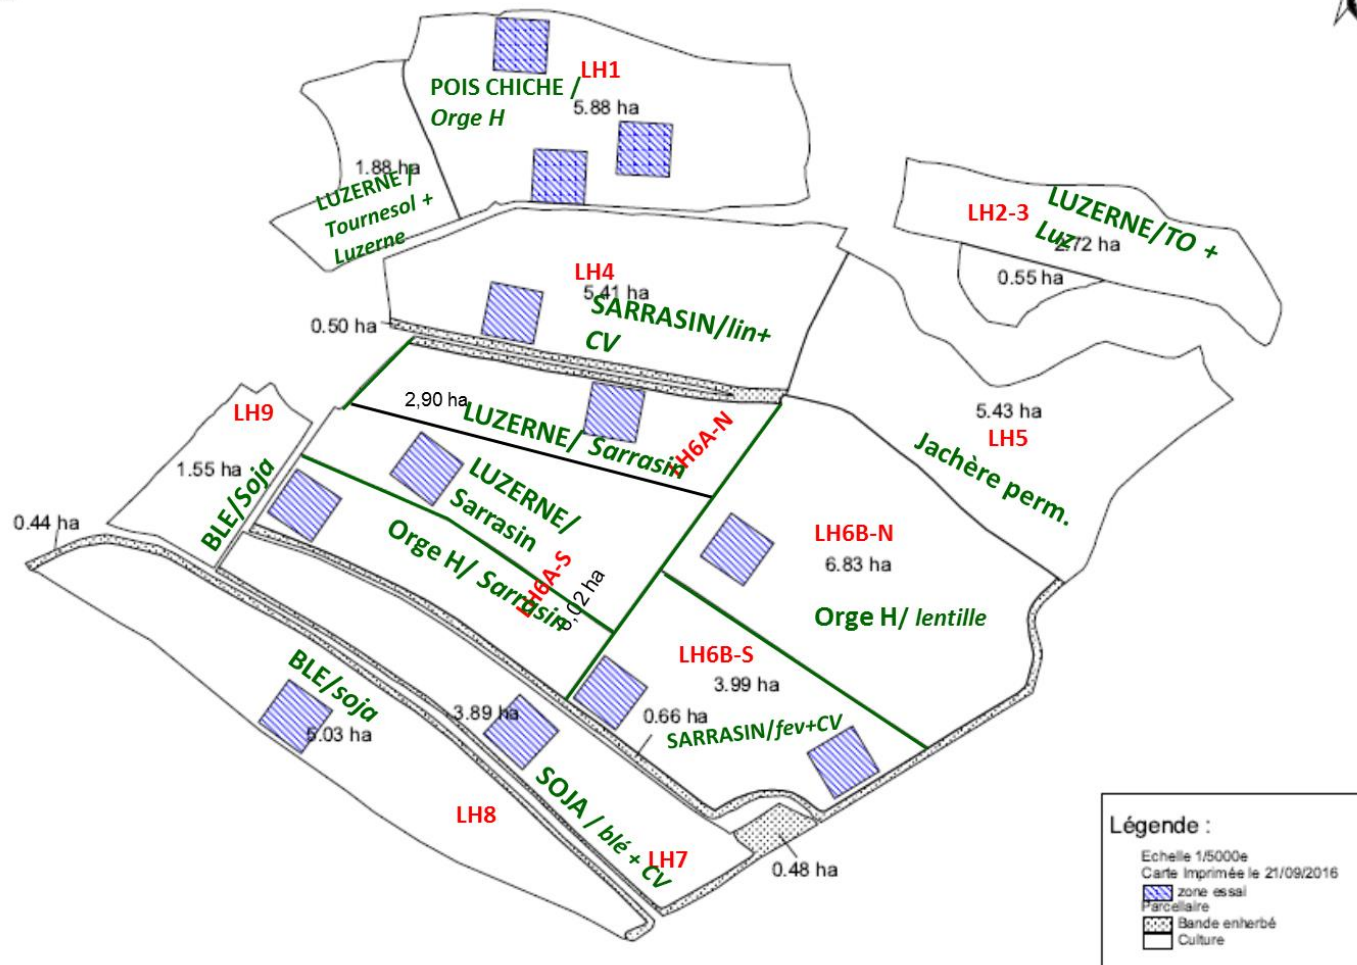 LH1
POIS CHICHE /
5.88 ha
Orge H
1.88 ha
LUZERNE /
Tournesol +
Luzerne
LH2-3
LUZERNE/TO +
Luz
2.72 ha
0.55 ha
LH4
5.41 ha
SARRASIN/lin+
CV
0.50 ha
2,90 ha
LUZERNE/ Sarrasin
LH6A-N
5.43 ha
LH5
Jachère perm.
LH9
1.55 ha
BLE/Soja
0.44 ha
LUZERNE/
Sarrasin
Orge H/ Sarrasin
LH6A-S
6,02 ha
LH6B-N
6.83 ha
Orge H/ lentille
LH6B-S
3.99 ha
0.66 ha
SARRASIN/fev+CV
BLE/soja
5.03 ha
3.89 ha
SOJA / blé + CV
LH8
LH7
0.48 ha
Légende :
Echelle 1/5000e
Carte Imprimée le 21/09/2016
zone essai
Parcellaire
Bande enherbé
Culture